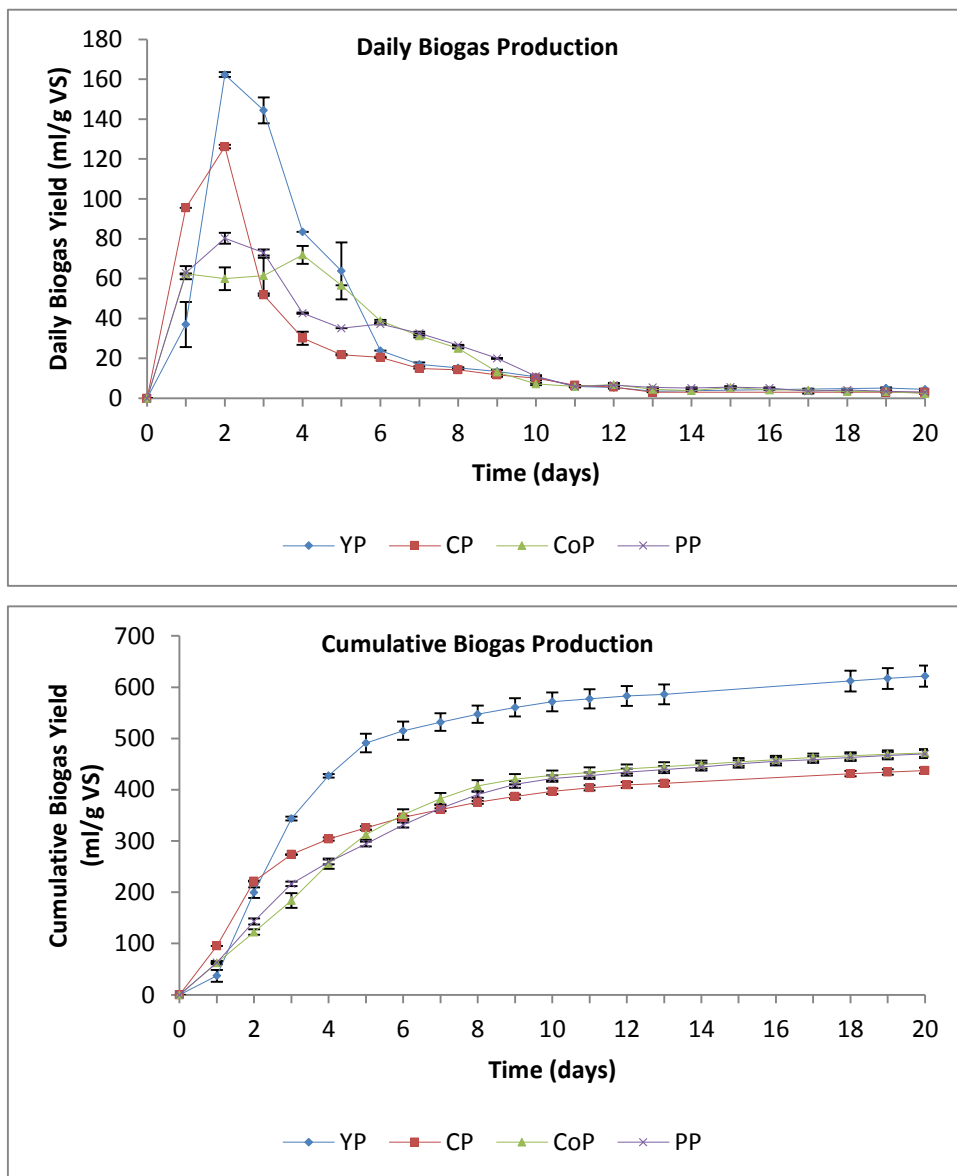 Daily Biogas Production
Daily Biogas Yield (ml/g VS)
180
160
140
120
100
80
60
40
20
0
0 2 4 6 8 10 12 14 16 18 20
Time (days)
YP CP CoP PP
Cumulative Biogas Production
Cumulative Biogas Yield
(ml/g VS)
700
600
500
400
300
200
100
0
0 2 4 6 8 10 12 14 16 18 20
Time (days)
YP CP CoP PP